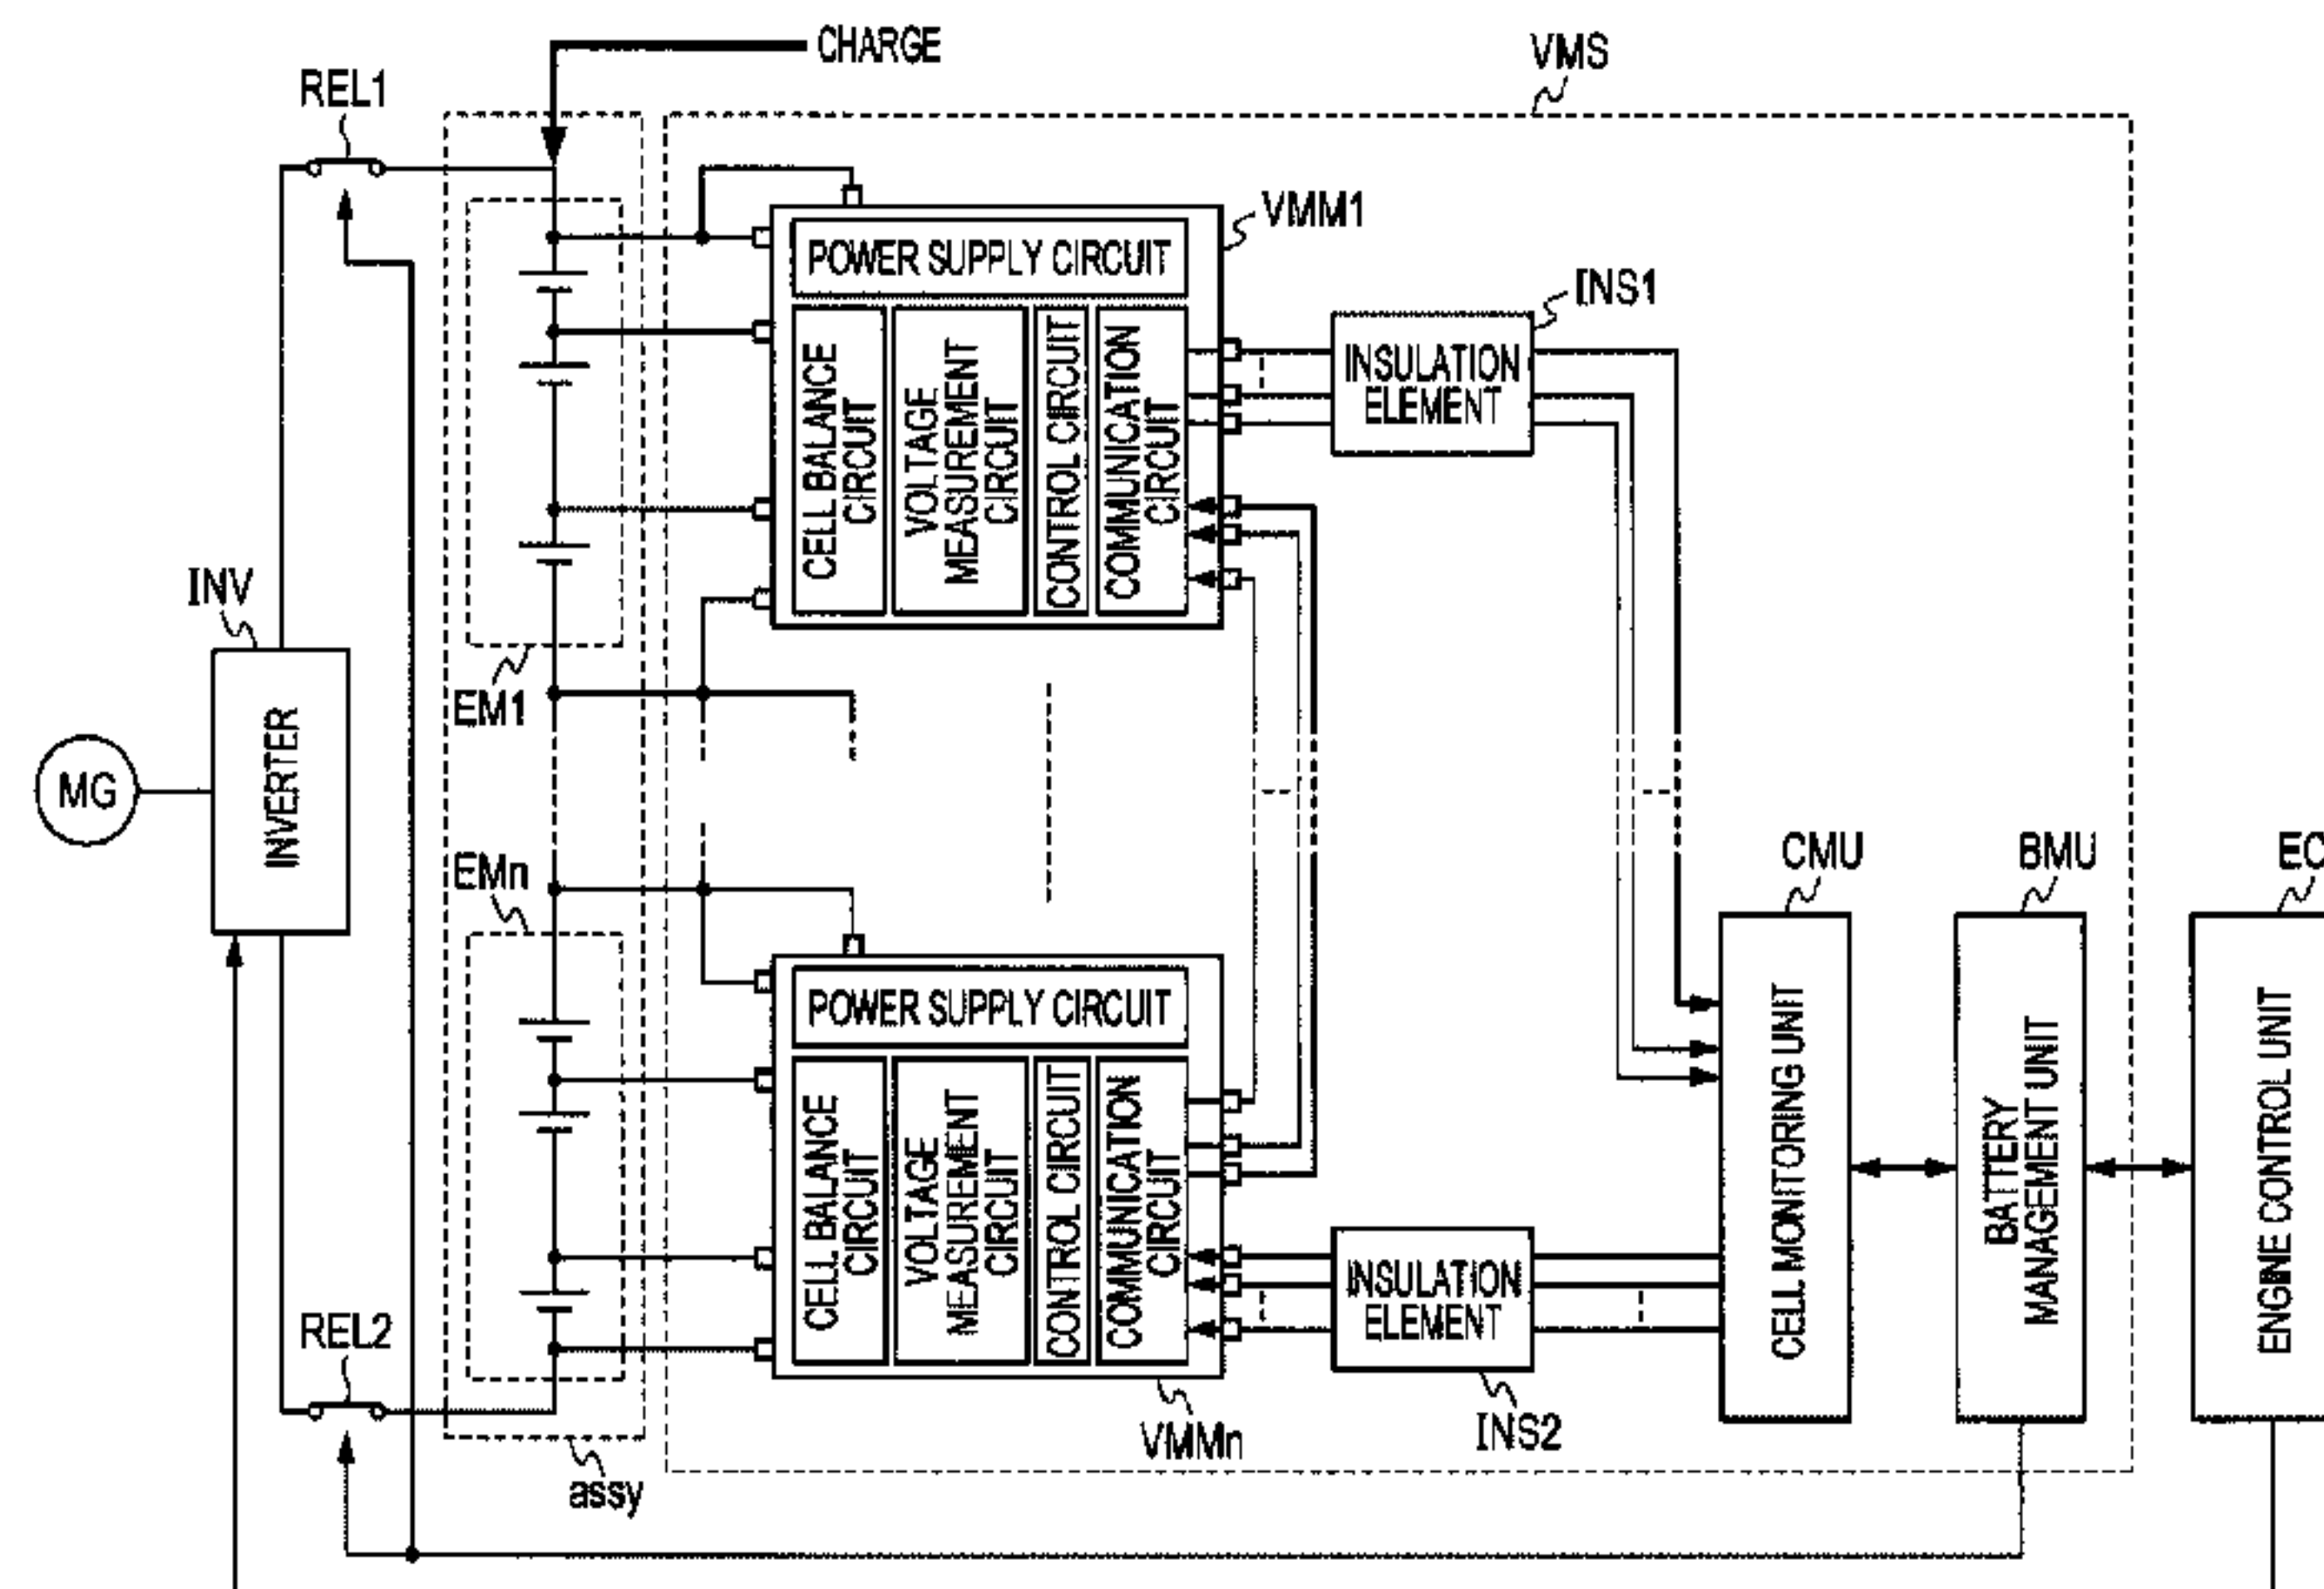 CHARGE
VMS
REL1
VMM1
POWER SUPPLY CIRCUIT
INS1
CELL BALANCE
CIRCUIT
VOLTAGE
MEASUREMENT
CIRCUIT
CONTROL CIRCUIT
COMMUNICATION
CIRCUIT
INSULATION
ELEMENT
INV
INVERTER
MG
EM1
EMn
CMU
BMU
EC
POWER SUPPLY CIRCUIT
CELL BALANCE
CIRCUIT
VOLTAGE
MEASUREMENT
CIRCUIT
CONTROL CIRCUIT
COMMUNICATION
CIRCUIT
CELL MONITORING UNIT
BATTERY
MANAGEMENT UNIT
ENGINE CONTROL UNIT
INSULATION
ELEMENT
REL2
VMMn
INS2
assy